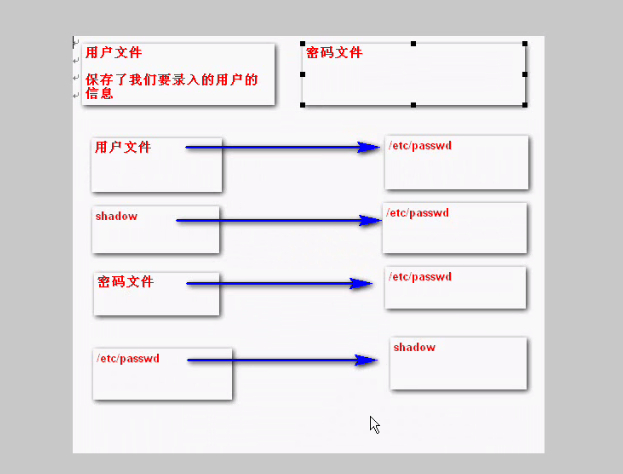 用户文件
密码文件
保存了我们要录入的用户的
信息
用户文件
/etc/passwd
shadow
/etc/passwd
密码文件
/etc/passwd
/etc/passwd
shadow